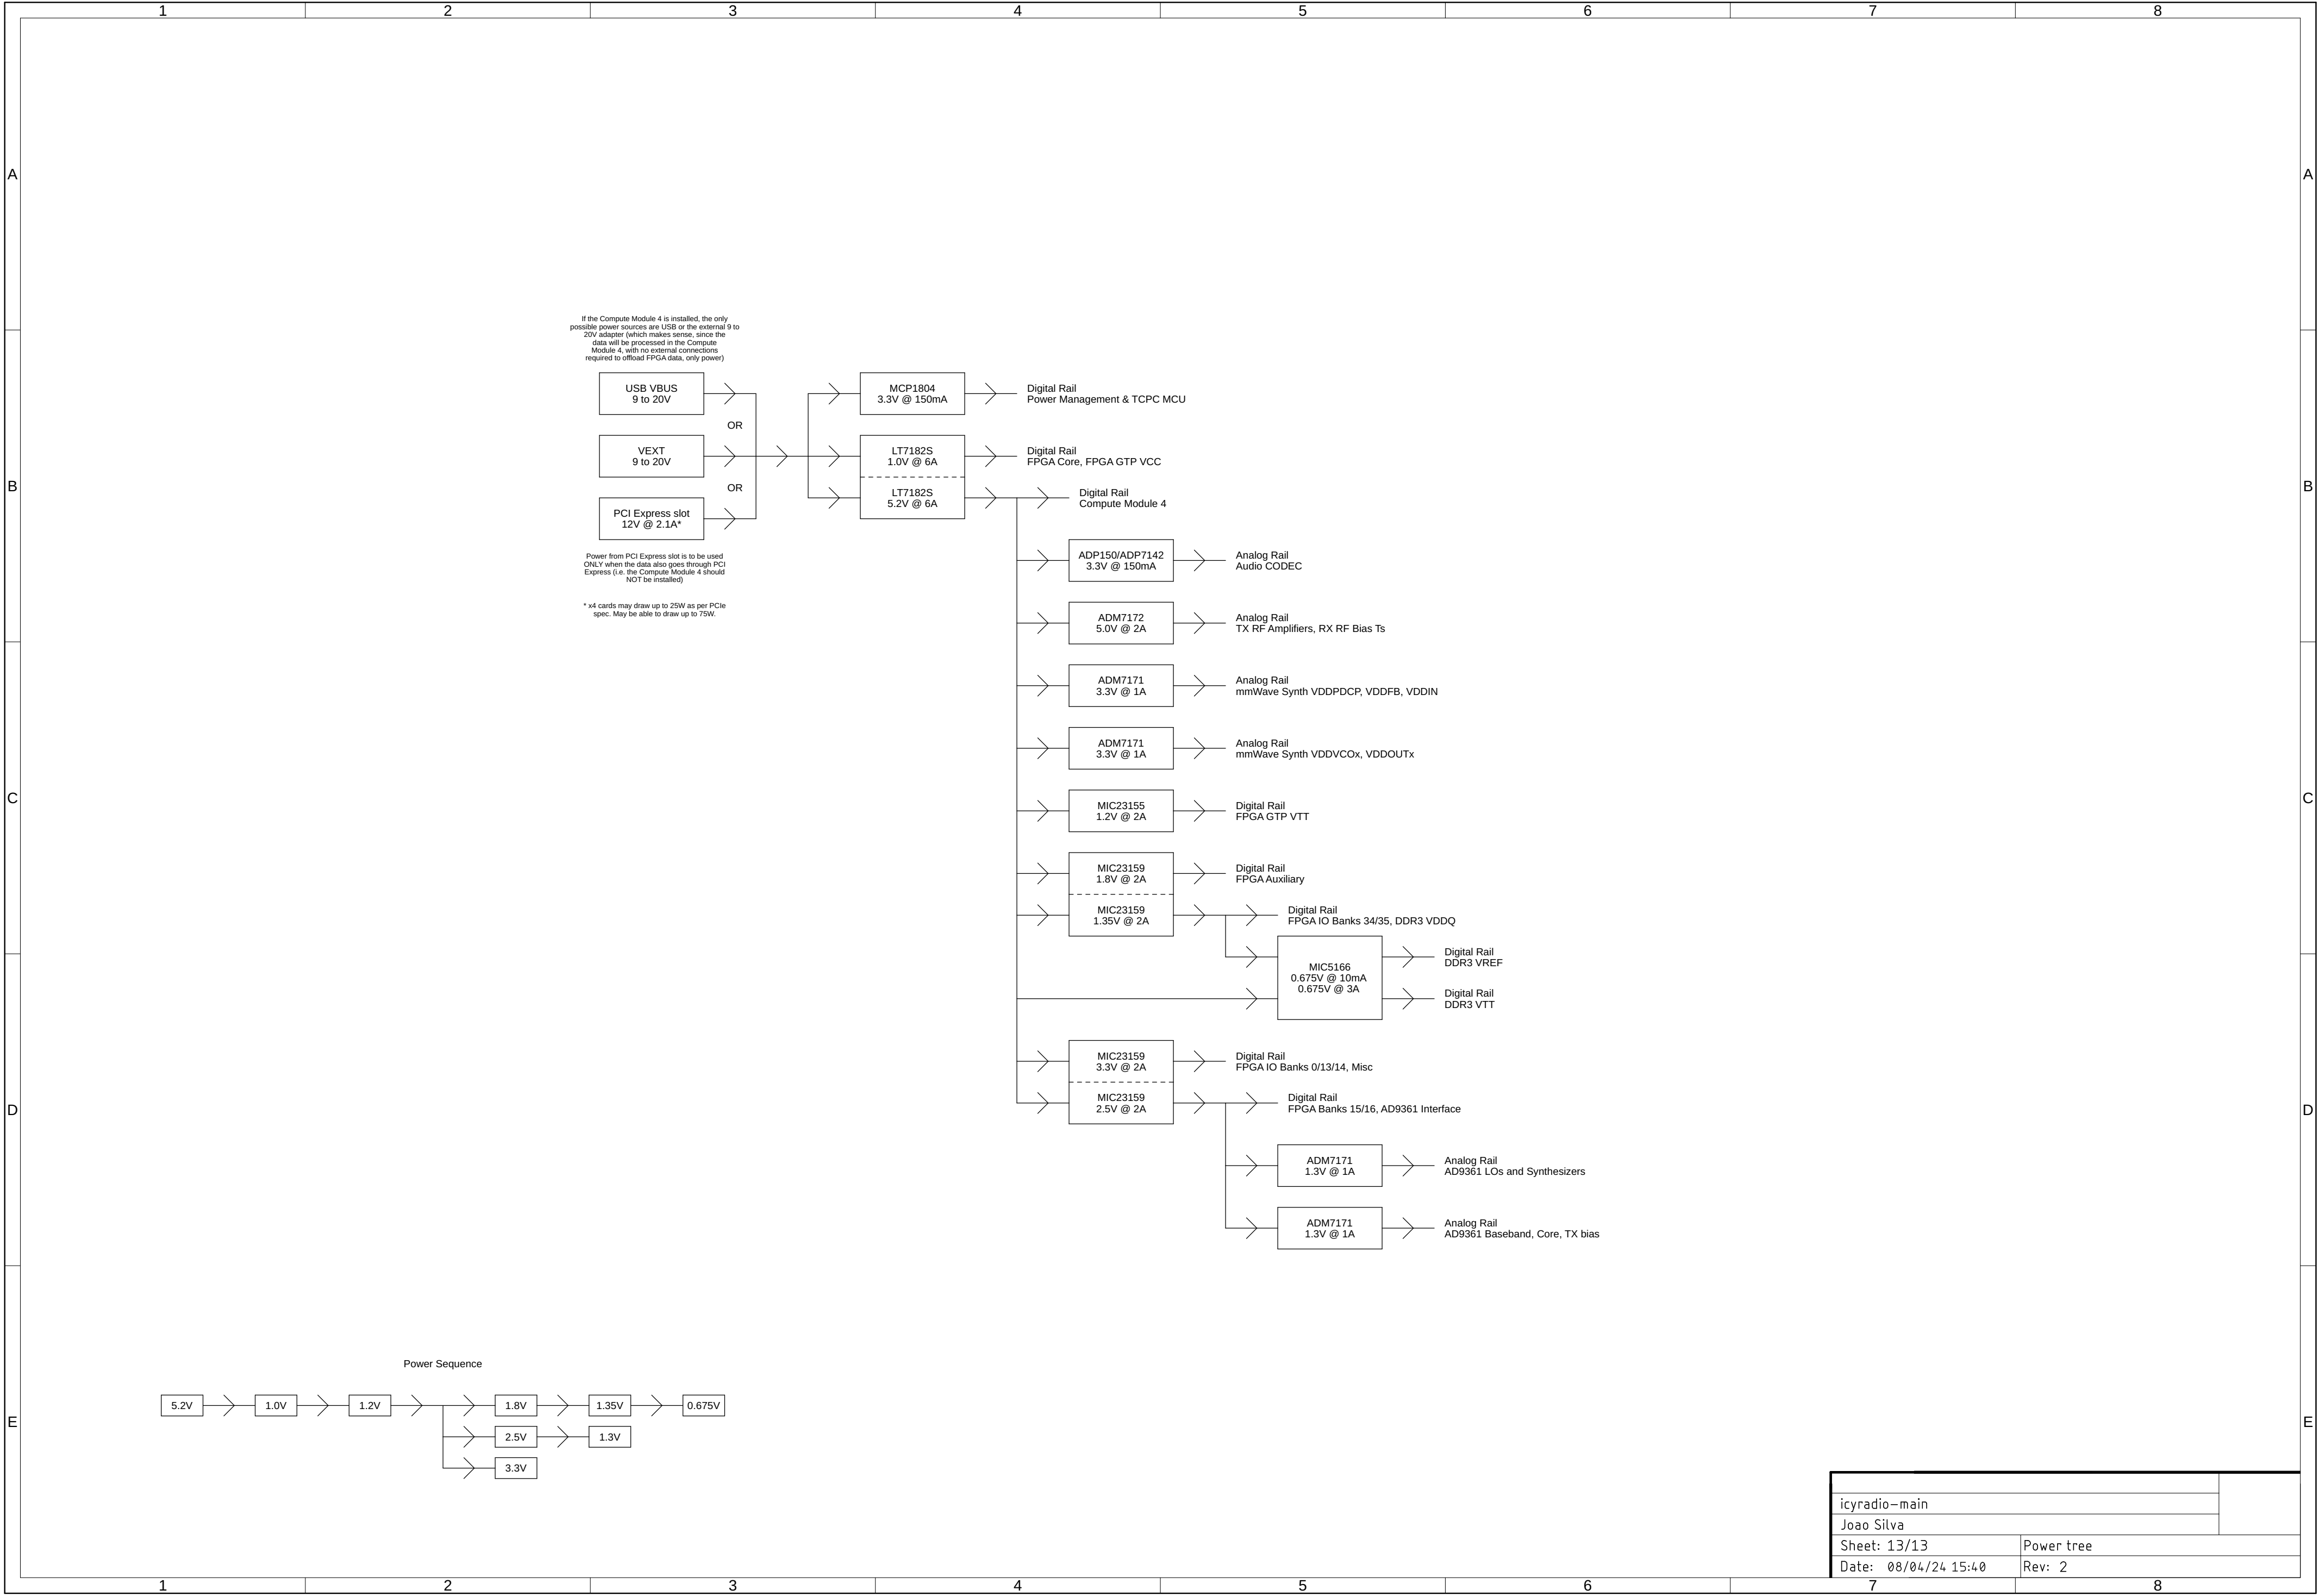 1 2 3 4 5 6 7 8
A A
If the Compute Module 4 is installed, the only
possible power sources are USB or the external 9 to
20V adapter (which makes sense, since the
data will be processed in the Compute
Module 4, with no external connections
required to offload FPGA data, only power)
USB VBUS
9 to 20V
OR
VEXT
9 to 20V
OR
PCI Express slot
12V @ 2.1A*
Power from PCI Express slot is to be used
ONLY when the data also goes through PCI
Express (i.e. the Compute Module 4 should
NOT be installed)
* x4 cards may draw up to 25W as per PCIe
spec. May be able to draw up to 75W.
MCP1804
3.3V @ 150mA
Digital Rail
Power Management & TCPC MCU
LT7182S
1.0V @ 6A
Digital Rail
FPGA Core, FPGA GTP VCC
LT7182S
5.2V @ 6A
Digital Rail
Compute Module 4
B B
ADP150/ADP7142
3.3V @ 150mA
Analog Rail
Audio CODEC
ADM7172
5.0V @ 2A
Analog Rail
TX RF Amplifiers, RX RF Bias Ts
ADM7171
3.3V @ 1A
Analog Rail
mmWave Synth VDDPDCP, VDDFB, VDDIN
ADM7171
3.3V @ 1A
Analog Rail
mmWave Synth VDDVCOx, VDDOUTx
C C
MIC23155
1.2V @ 2A
Digital Rail
FPGA GTP VTT
MIC23159
1.8V @ 2A
Digital Rail
FPGA Auxiliary
MIC23159
1.35V @ 2A
Digital Rail
FPGA IO Banks 34/35, DDR3 VDDQ
MIC5166
0.675V @ 10mA
0.675V @ 3A
Digital Rail
DDR3 VREF
Digital Rail
DDR3 VTT
MIC23159
3.3V @ 2A
Digital Rail
FPGA IO Banks 0/13/14, Misc
MIC23159
2.5V @ 2A
Digital Rail
FPGA Banks 15/16, AD9361 Interface
D D
ADM7171
1.3V @ 1A
Analog Rail
AD9361 LOs and Synthesizers
ADM7171
1.3V @ 1A
Analog Rail
AD9361 Baseband, Core, TX bias
Power Sequence
5.2V 1.0V 1.2V 1.8V 1.35V 0.675V
2.5V 1.3V
3.3V
E E
icyradio-main
Joao Silva
Sheet: 13/13 Power tree
Date: 08/04/24 15:40 Rev: 2
1 2 3 4 5 6 7 8